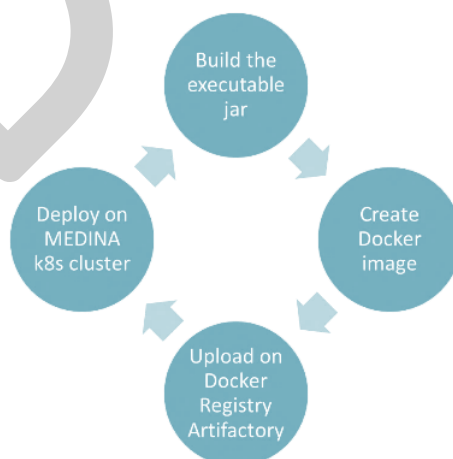 Build the
executable
jar
Create
Docker
image
Upload on
Docker
Registry
Artifactory
Deploy on
MEDINA
k8s cluster